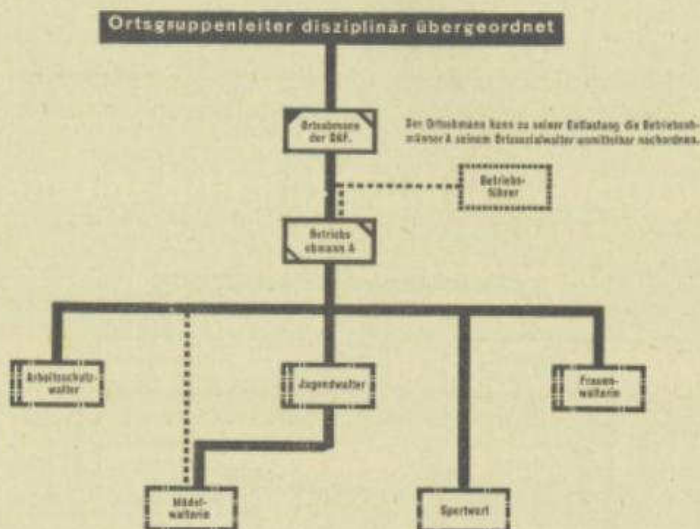 Ortsgruppenleiter disziplinär übergeordnet
Ortsobmann
der DAF.
Der Ortsobmann kann zu seiner Entlastung die Betriebsob-
männer A seinem Ortssozialwalter unmittelbar nachordnen.
Betriebs-
führer
Betriebs
obmann A
Arbeitsschutz-
walter
Jugendwalter
Frauen-
walterin
Mädel-
walterin
Sportwart